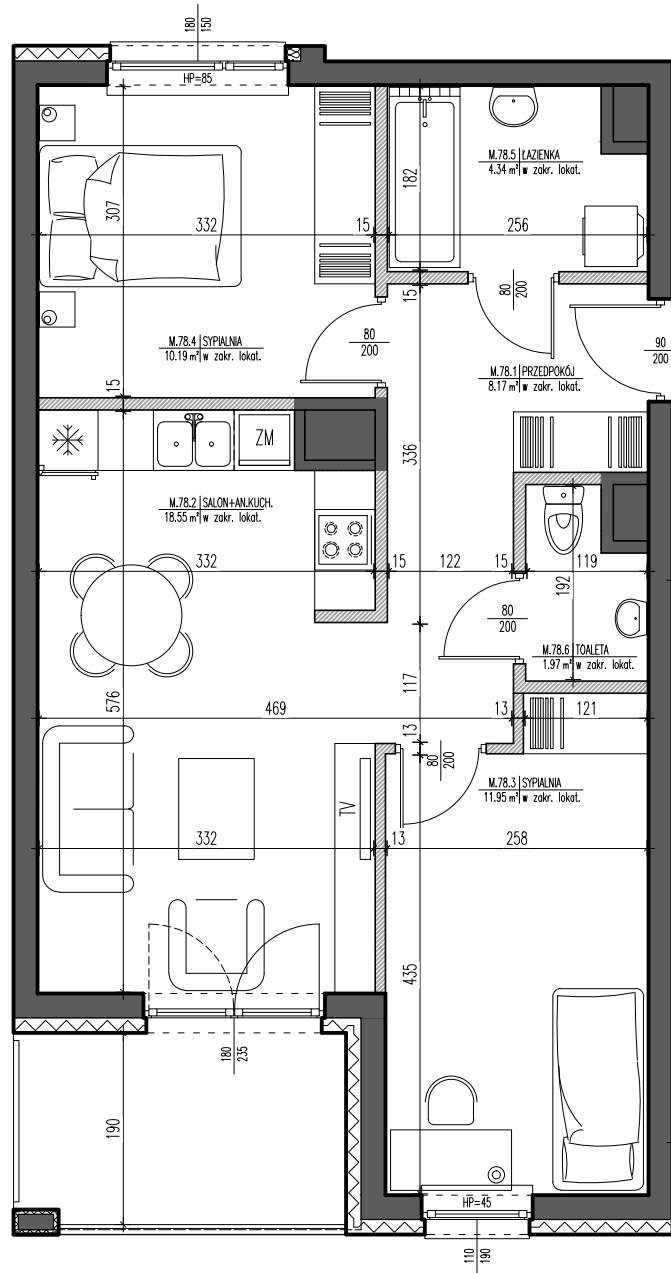 180
150
HP=85
M.78.5 ŁAZIENKA
4.34 m² w zakr. lokat.
182
307
332
15
256
15
80
200
80
200
M.78.4 SYPIALNIA
10.19 m² w zakr. lokat.
M.78.1 PRZEDPOKÓJ
8.17 m² w zakr. lokat.
90
200
15
ZM
336
M.78.2 SALON+AN.KUCH.
18.55 m² w zakr. lokat.
332
15
122
15
119
192
80
200
M.78.6 TOALETA
1.97 m² w zakr. lokat.
117
576
469
13
121
13
80
200
M.78.3 SYPIALNIA
11.95 m² w zakr. lokat.
TV
332
13
258
435
180
235
190
HP=45
110
190